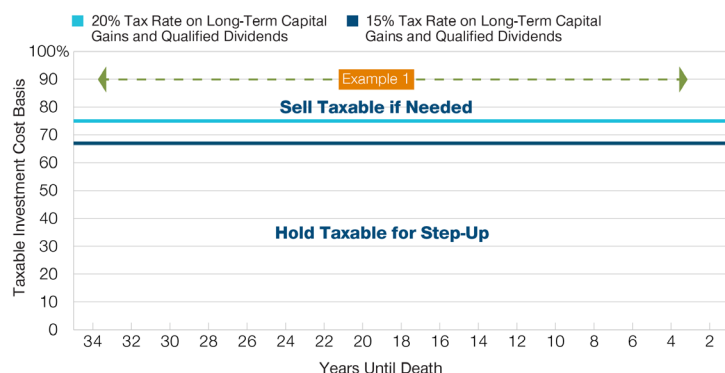 20% Tax Rate on Long-Term Capital
Gains and Qualified Dividends
15% Tax Rate on Long-Term Capital
Gains and Qualified Dividends
Taxable Investment Cost Basis
100%
90
80
70
60
50
40
30
20
10
0
Example 1
Sell Taxable if Needed
Hold Taxable for Step-Up
34 32 30 28 26 24 22 20 18 16 14 12 10 8 6 4 2
Years Until Death